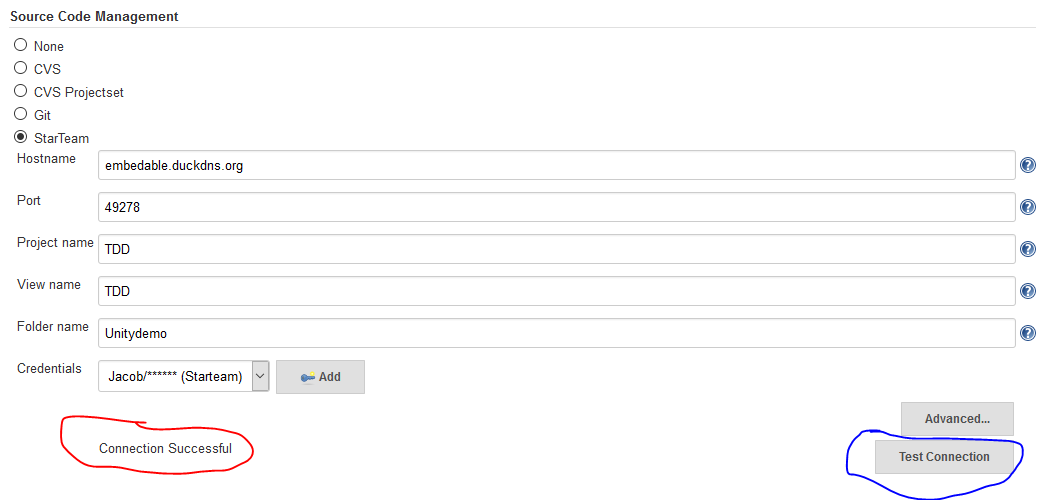 Source Code Management
None
CVS
CVS Projectset
Git
StarTeam
Hostname embedable.duckdns.org ?
Port 49278 ?
Project name TDD ?
View name TDD ?
Folder name Unitydemo ?
Credentials Jacob/****** (Starteam) Add
Advanced...
Connection Successful Test Connection